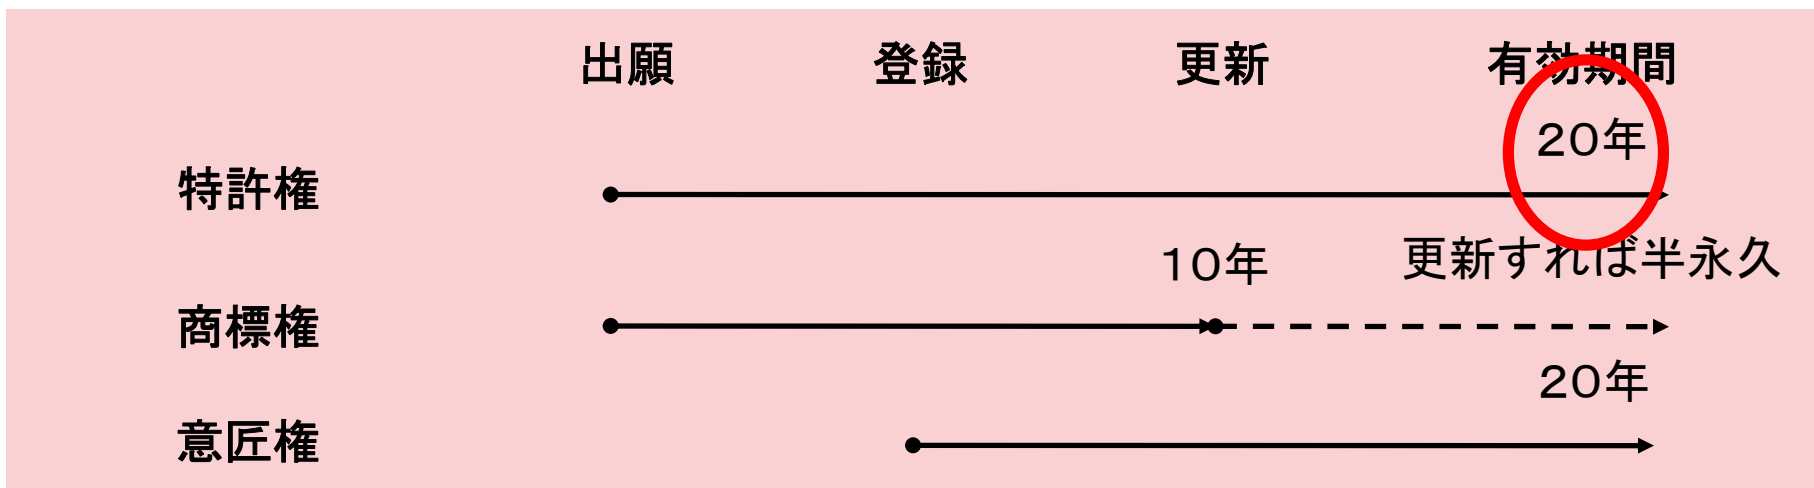 出願 登録 更新 有効期間
20年
特許権
10年 更新すれば半永久
商標権
20年
意匠権